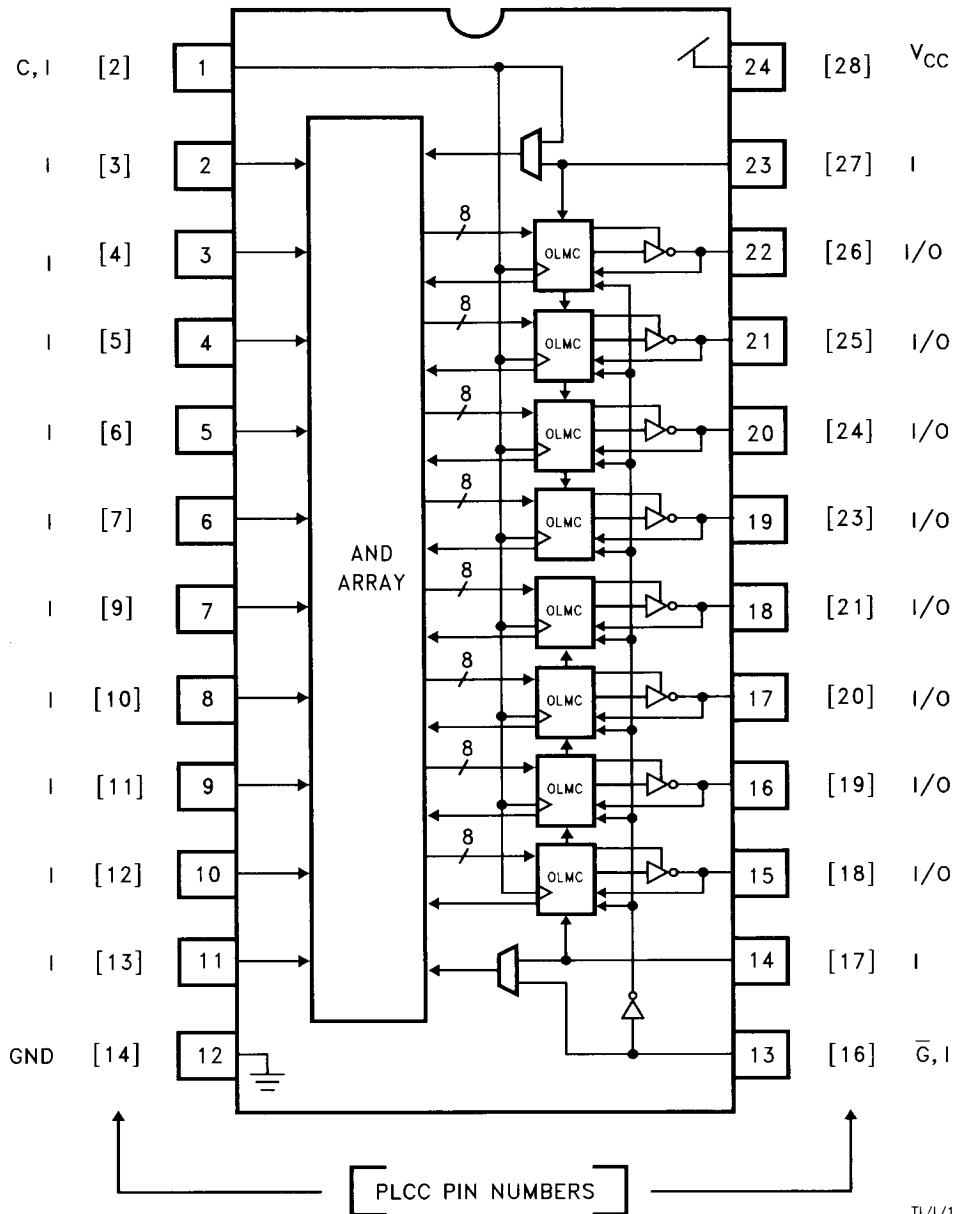 C, I [2] 1 24 [28] VCC
I [3] 2 23 [27] I
8
I [4] 3 OLMC 22 [26] I/O
8
I [5] 4 OLMC 21 [25] I/O
8
I [6] 5 OLMC 20 [24] I/O
8
I [7] 6 OLMC 19 [23] I/O
AND
ARRAY
8
I [9] 7 OLMC 18 [21] I/O
8
I [10] 8 OLMC 17 [20] I/O
8
I [11] 9 OLMC 16 [19] I/O
8
I [12] 10 OLMC 15 [18] I/O
I [13] 11 14 [17] I
GND [14] 12 13 [16] G̅, I
[PLCC PIN NUMBERS]